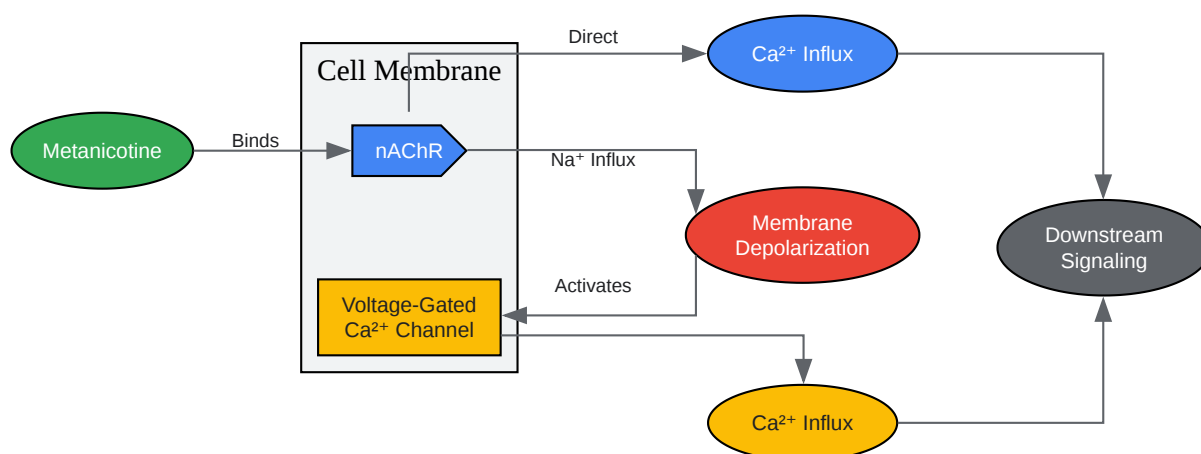 Direct
Ca²⁺ Influx
Cell Membrane
Metanicotine
Binds
nAChR
Na⁺ Influx
Membrane
Depolarization
Downstream
Signaling
Activates
Voltage-Gated
Ca²⁺ Channel
Ca²⁺ Influx